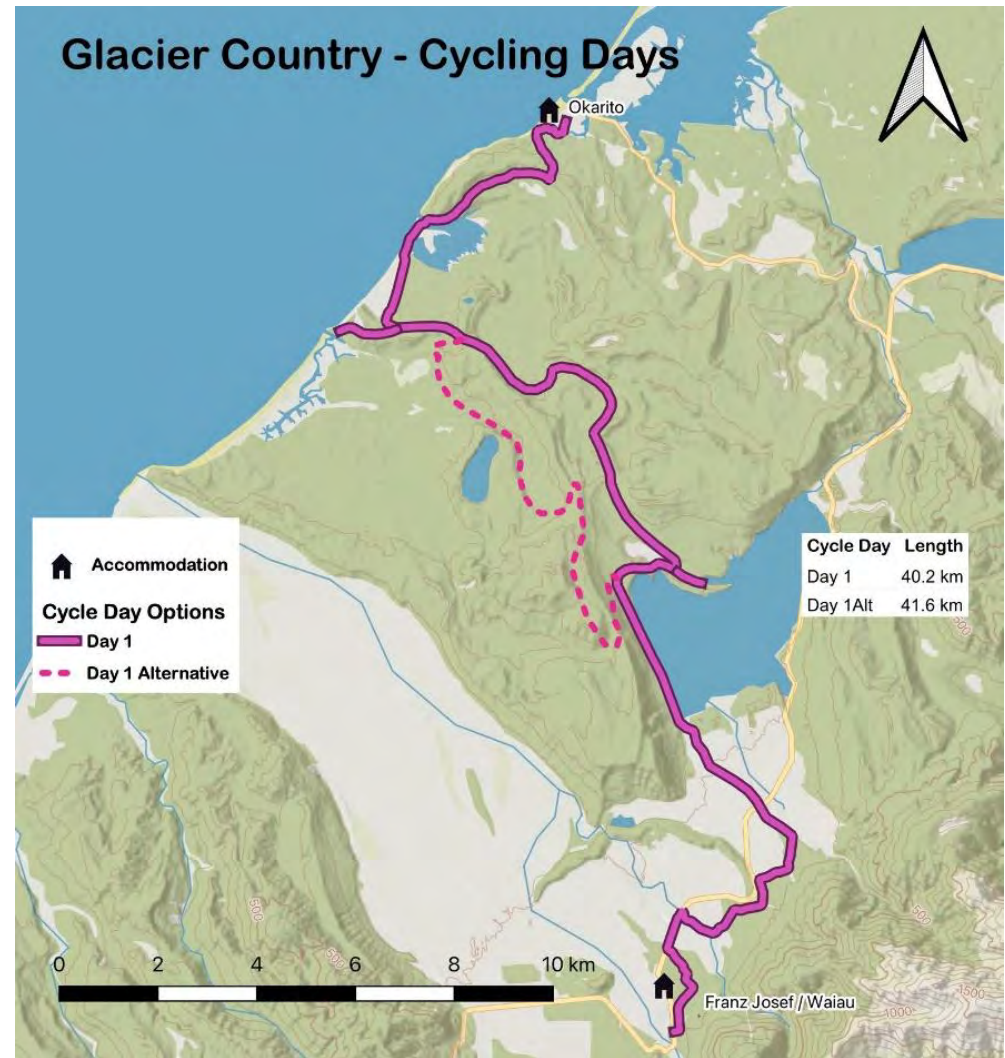 Glacier Country - Cycling Days
Okarito
Accommodation
Cycle Day Options
Day 1
Day 1 Alternative
Cycle Day Length
Day 1 40.2 km
Day 1Alt 41.6 km
500
500
500
500
0 2 4 6 8 10 km
Franz Josef / Waiau
1500
1000